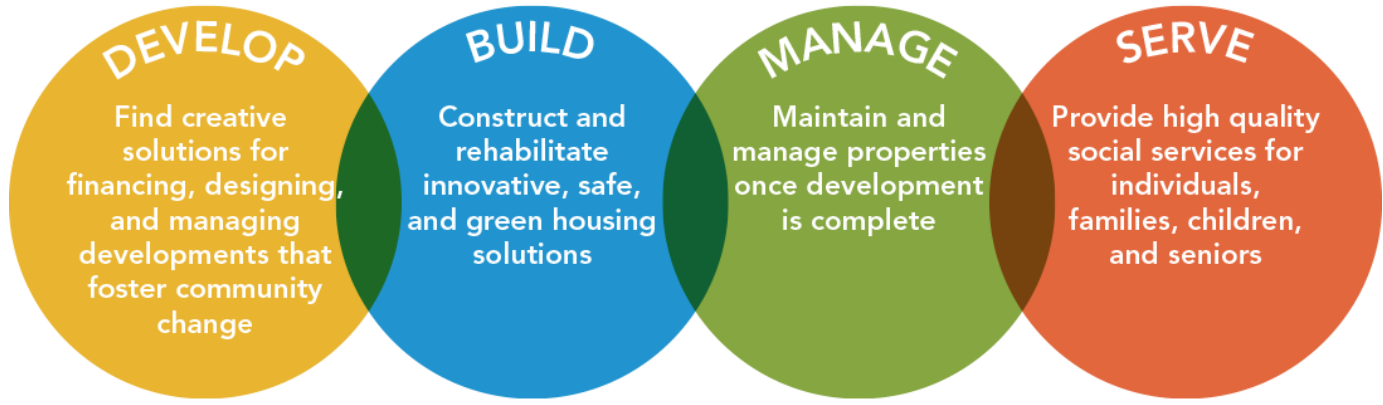 DEVELOP
Find creative
solutions for
financing, designing,
and managing
developments that
foster community
change
BUILD
Construct and
rehabilitate
innovative, safe,
and green housing
solutions
MANAGE
Maintain and
manage properties
once development
is complete
SERVE
Provide high quality
social services for
individuals,
families, children,
and seniors